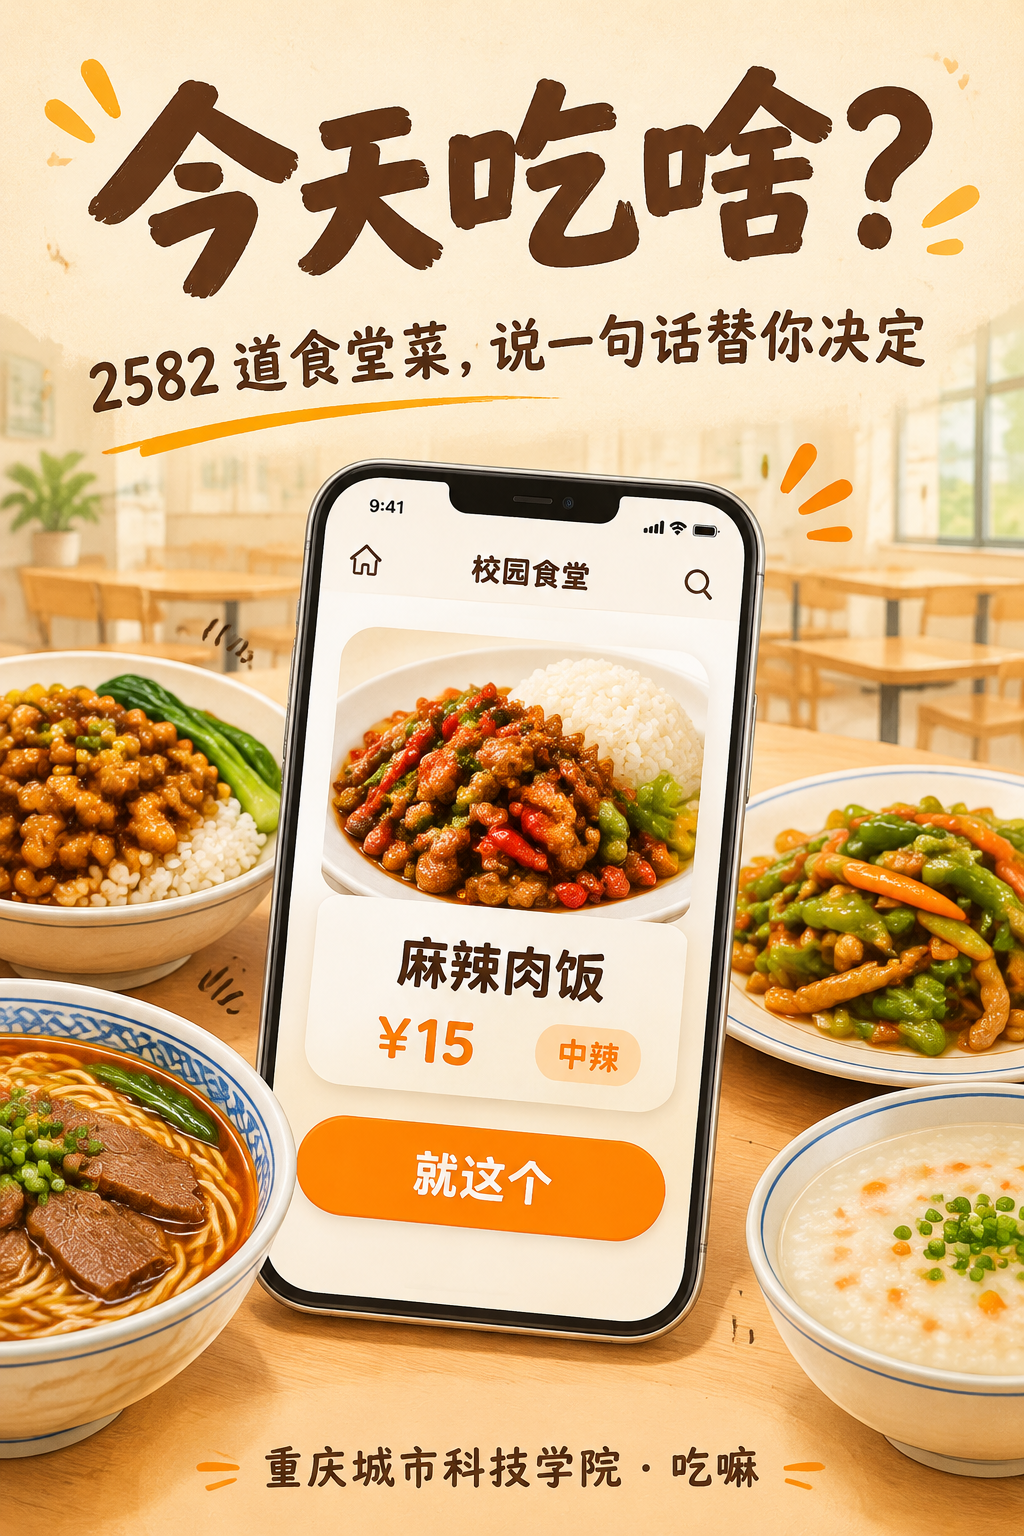 今天吃啥?
2582 道食堂菜, 说一句话替你决定
9:41
校园食堂
麻辣肉饭
¥15
中辣
就这个
重庆城市科技学院 · 吃嘛